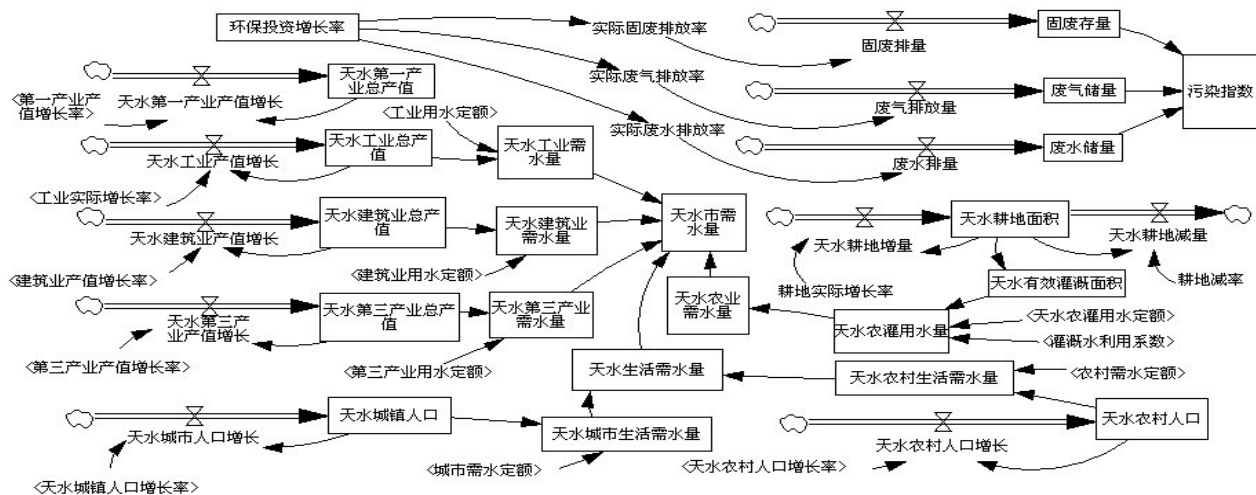 环保投资增长率
实际固废排放率
固废排量
固废存量
天水第一产
业总产值
<第一产业产
值增长率>
天水第一产业产值增长
实际废气排放率
废气排放量
废气储量
污染指数
<工业用水定额>
天水工业总产
值
天水工业产值增长
天水工业需
水量
实际废水排放率
废水排量
废水储量
<工业实际增长率>
天水建筑业总产
值
天水建筑业产值增长
天水建筑业
需水量
天水市需
水量
天水耕地面积
天水耕地增量
天水耕地减量
<建筑业产值增长率>
<建筑业用水定额>
耕地实际增长率
天水有效灌溉面积
耕地减率
天水第三产业总产
值
天水第三产
业产值增长
天水第三产业
需水量
天水农业
需水量
天水农灌用水量
<天水农灌用水定额>
<灌溉水利用系数>
<第三产业产值增长率>
<第三产业用水定额>
天水生活需水量
天水农村生活需水量
<农村需水定额>
天水城镇人口
天水城市人口增长
天水城市生活需水量
天水农村人口
天水农村人口增长
<城市需水定额>
<天水农村人口增长率>
<天水城镇人口增长率>